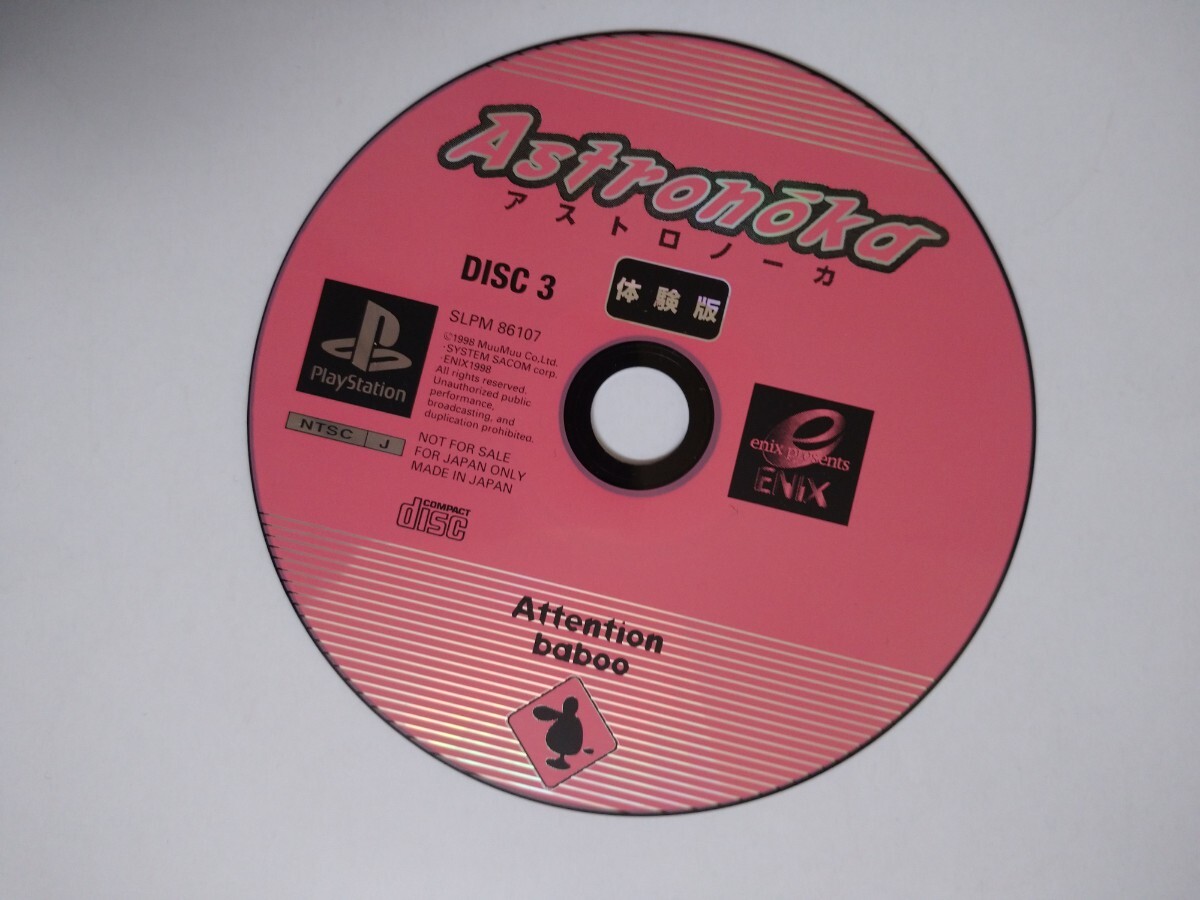 Astronōka
アストロノーカ
DISC 3
体験版
SLPM 86107
©1998 MuuMuu Co,Ltd.
·SYSTEM SACOM corp.
·ENIX1998
All rights reserved.
Unauthorized public
performance,
broadcasting, and
duplication prohibited.
PlayStation
NTSC J
NOT FOR SALE
FOR JAPAN ONLY
MADE IN JAPAN
COMPACT
disc
enix presents
ENIX
Attention
baboo